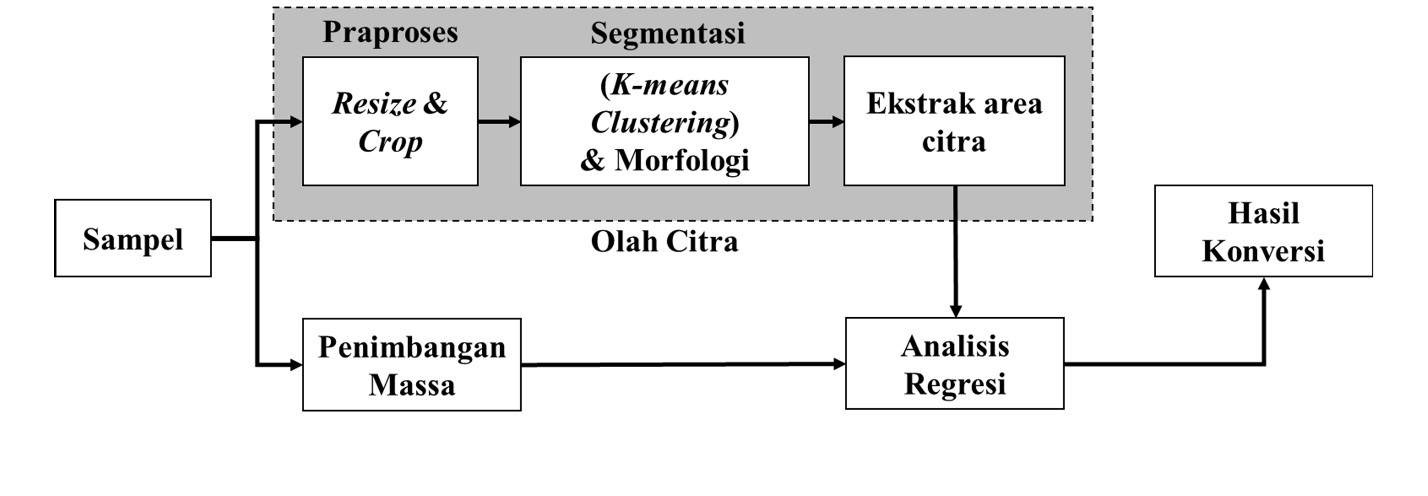 Praproses
Segmentasi
Resize &
Crop
(K-means
Clustering)
& Morfologi
Ekstrak area
citra
Olah Citra
Sampel
Hasil
Konversi
Penimbangan
Massa
Analisis
Regresi